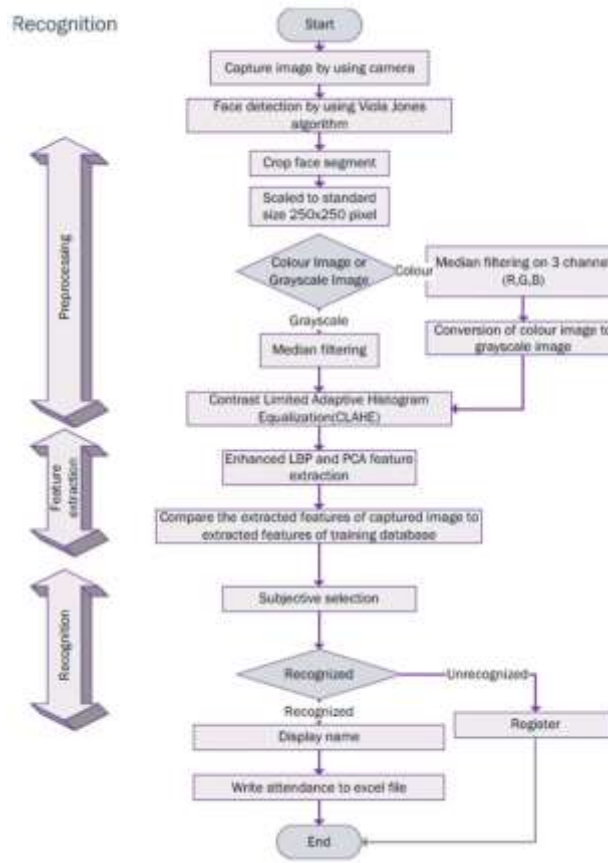 Recognition
Start
Capture image by using camera
Face detection by using Viola Jones
algorithm
Crop face segment
Scaled to standard
size 250x250 pixel
Preprocessing
Colour Image or
Grayscale Image
Colour
Median filtering on 3 channel
(R,G,B)
Grayscale
Conversion of colour image to
grayscale image
Median filtering
Contrast Limited Adaptive Histogram
Equalization(CLAHE)
Feature
extraction
Enhanced LBP and PCA feature
extraction
Compare the extracted features of captured image to
extracted features of training database
Recognition
Subjective selection
Recognized
Unrecognized
Recognized
Register
Display name
Write attendance to excel file
End